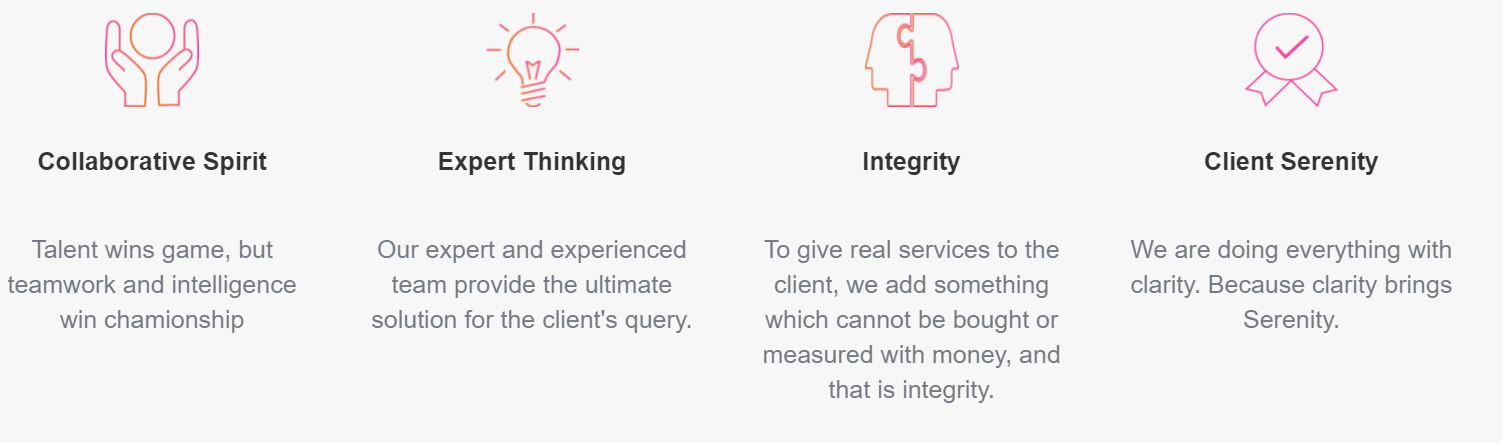 Collaborative Spirit
Talent wins game, but
teamwork and intelligence
win chamionship
Expert Thinking
Our expert and experienced
team provide the ultimate
solution for the client's query.
Integrity
To give real services to the
client, we add something
which cannot be bought or
measured with money, and
that is integrity.
Client Serenity
We are doing everything with
clarity. Because clarity brings
Serenity.